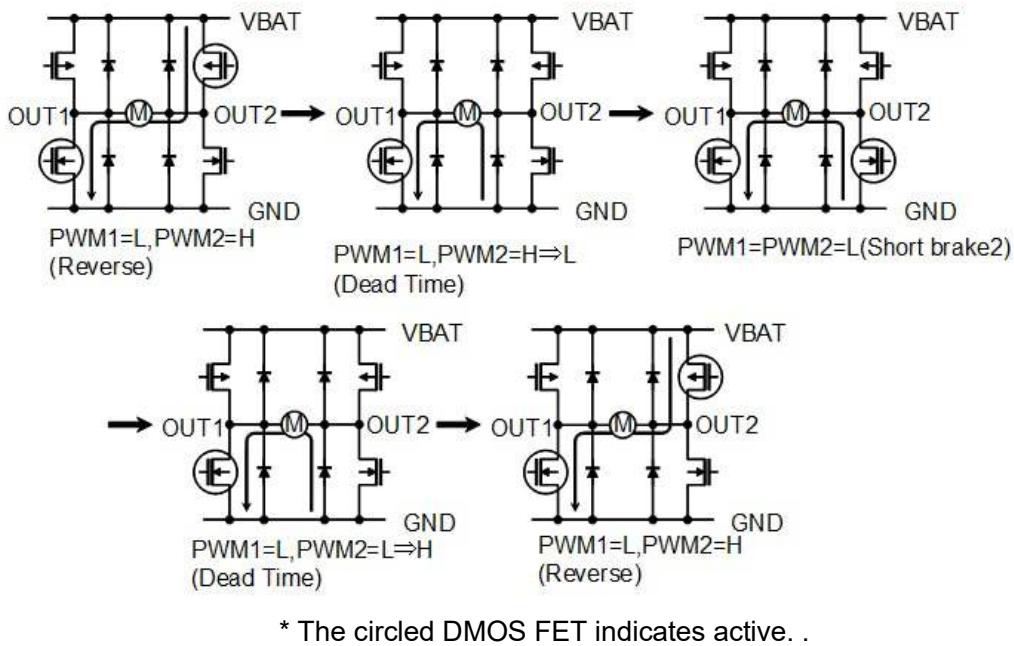 VBAT
OUT1
M
OUT2
GND
PWM1=L,PWM2=H
(Reverse)
VBAT
OUT1
M
OUT2
GND
PWM1=L,PWM2=H⇒L
(Dead Time)
VBAT
OUT1
M
OUT2
GND
PWM1=PWM2=L(Short brake2)
VBAT
OUT1
M
OUT2
GND
PWM1=L,PWM2=L⇒H
(Dead Time)
VBAT
OUT1
M
OUT2
GND
PWM1=L,PWM2=H
(Reverse)
* The circled DMOS FET indicates active. .